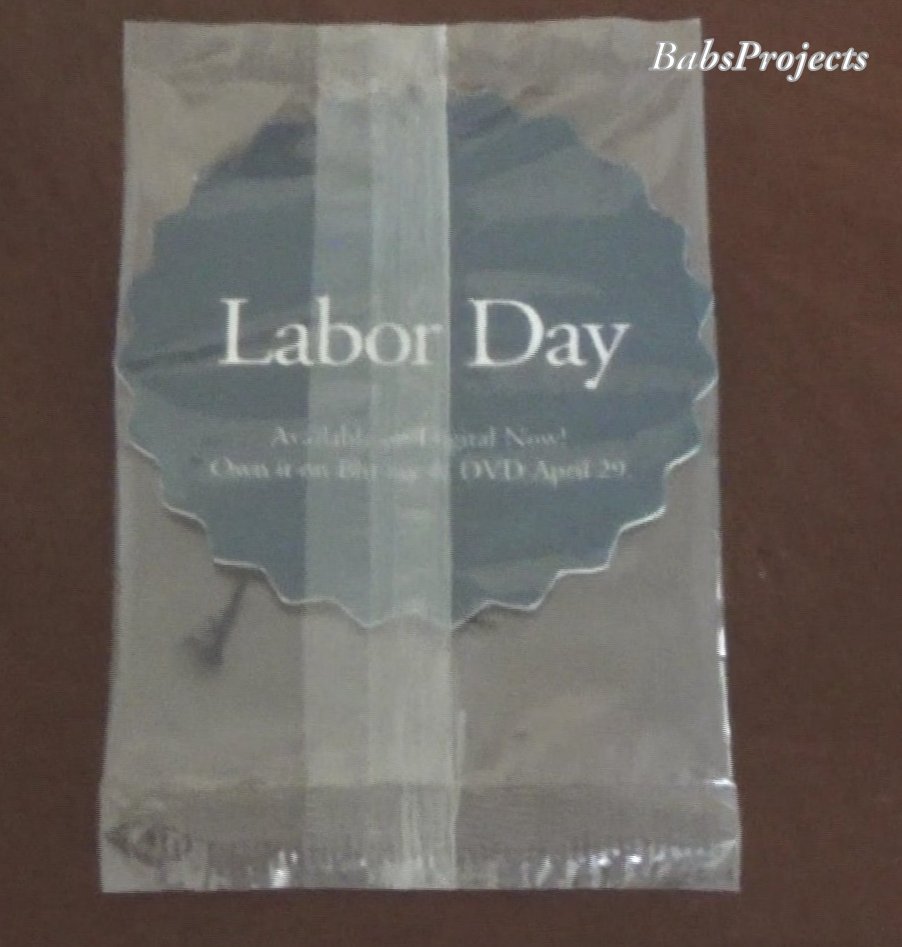 BabsProjects
Labor Day
Available on Digital Now!
Own it on Blu-ray & DVD April 29